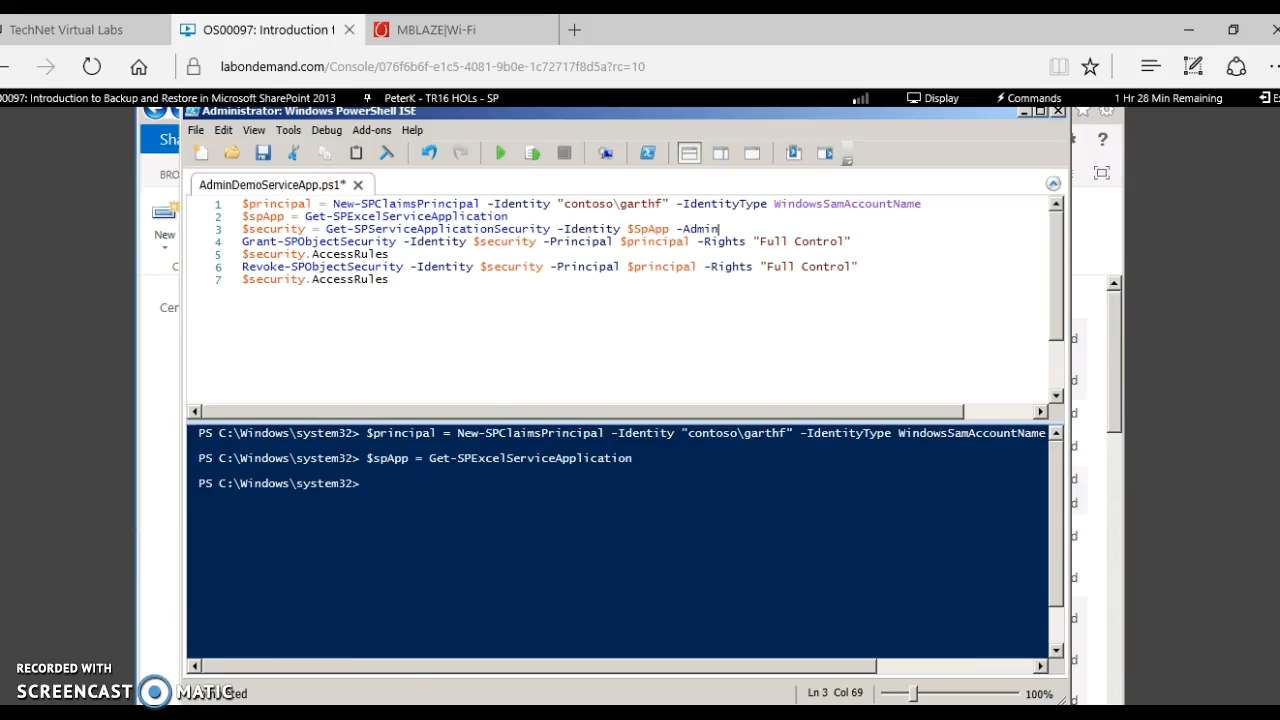 TechNet Virtual Labs
OS00097: Introduction t
MBLAZE|Wi-Fi
labondemand.com/Console/076f6b6f-e1c5-4081-9b0e-1c72717f8d5a?rc=10
0097: Introduction to Backup and Restore in Microsoft SharePoint 2013
PeterK - TR16 HOLs - SP
Display
Commands
1 Hr 28 Min Remaining
E
Administrator: Windows PowerShell ISE
Sha
BRO
New
C
Cer
File Edit View Tools Debug Add-ons Help
AdminDemoServiceApp.ps1*
1 $principal = New-SPClaimsPrincipal -Identity "contoso\garthf" -IdentityType WindowsSamAccountName
2 $spApp = Get-SPExcelServiceApplication
3 $security = Get-SPServiceApplicationSecurity -Identity $SpApp -Admin
4 Grant-SPObjectSecurity -Identity $security -Principal $principal -Rights "Full Control"
5 $security.AccessRules
6 Revoke-SPObjectSecurity -Identity $security -Principal $principal -Rights "Full Control"
7 $security.AccessRules
PS C:\Windows\system32> $principal = New-SPClaimsPrincipal -Identity "contoso\garthf" -IdentityType WindowsSamAccountName
PS C:\Windows\system32> $spApp = Get-SPExcelServiceApplication
PS C:\Windows\system32>
?
d
d
d
d
d
d
d
d
d
d
RECORDED WITH
SCREENCAST MATIC
Ln 3 Col 69
100%